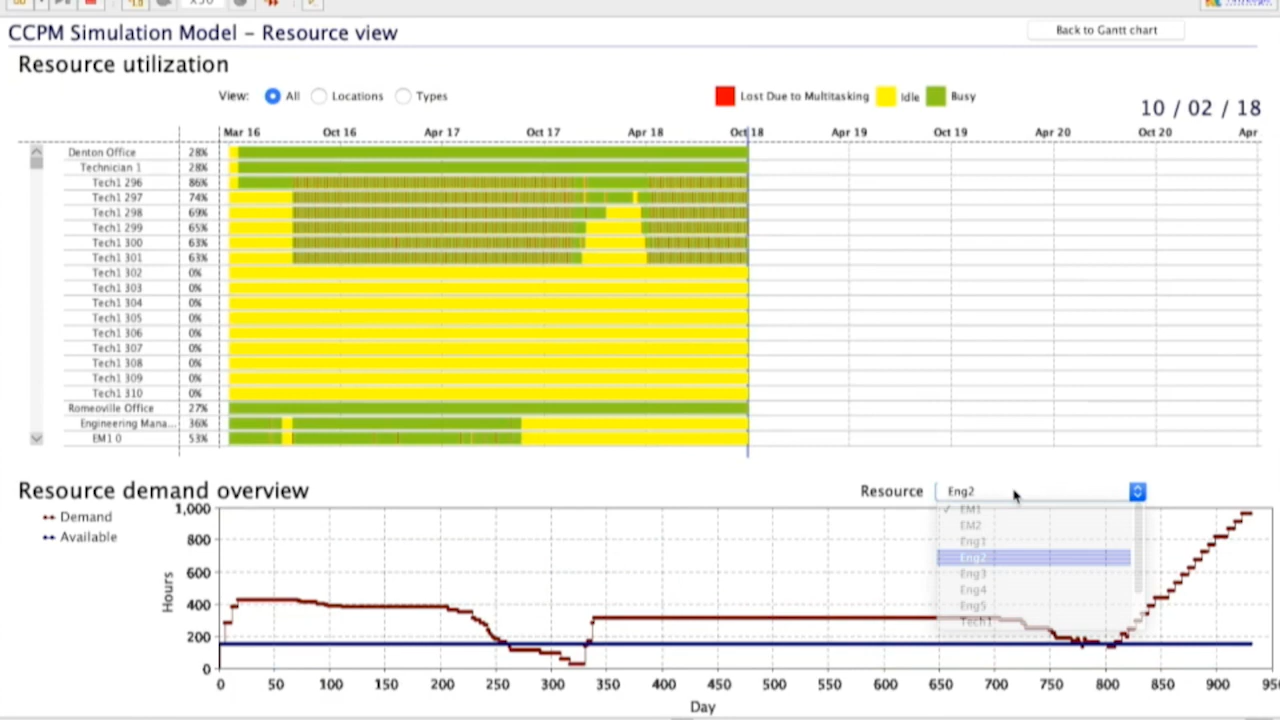 X50
CCPM Simulation Model – Resource view
Back to Gantt chart
Resource utilization
View: All Locations Types
Lost Due to Multitasking Idle Busy
10 / 02 / 18
Mar 16 Oct 16 Apr 17 Oct 17 Apr 18 Oct 18 Apr 19 Oct 19 Apr 20 Oct 20 Apr
Denton Office 28%
Technician 1 28%
Tech1 296 86%
Tech1 297 74%
Tech1 298 69%
Tech1 299 65%
Tech1 300 63%
Tech1 301 63%
Tech1 302 0%
Tech1 303 0%
Tech1 304 0%
Tech1 305 0%
Tech1 306 0%
Tech1 307 0%
Tech1 308 0%
Tech1 309 0%
Tech1 310 0%
Romeoville Office 27%
Engineering Mana... 36%
EM1 0 53%
Resource demand overview
Resource Eng2
✓ EM1
EM2
Eng1
Eng2
Eng3
Eng4
Eng5
Tech1
Demand
Available
Hours
1,000
800
600
400
200
0
0 50 100 150 200 250 300 350 400 450 500 550 600 650 700 750 800 850 900 950
Day